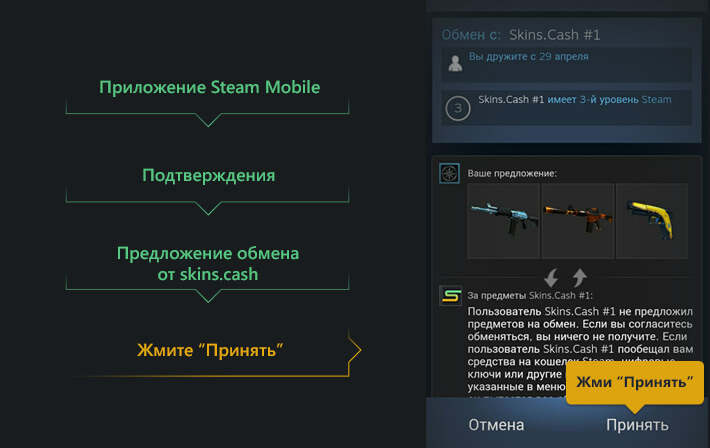 Приложение Steam Mobile
Подтверждения
Предложение обмена
от skins.cash
Жмите “Принять”
Обмен с: Skins.Cash #1
Вы дружите с 29 апреля
3
Skins.Cash #1 имеет 3-й уровень Steam
Ваше предложение:
За предметы Skins.Cash #1:
Пользователь Skins.Cash #1 не предложил
предметов на обмен. Если вы согласитесь
обменяться, вы ничего не получите. Если
пользователь Skins.Cash #1 пообещал вам
средства на кошелек Steam, цифровые
ключи или другие
указанные в меню
Жми “Принять”
Отмена
Принять